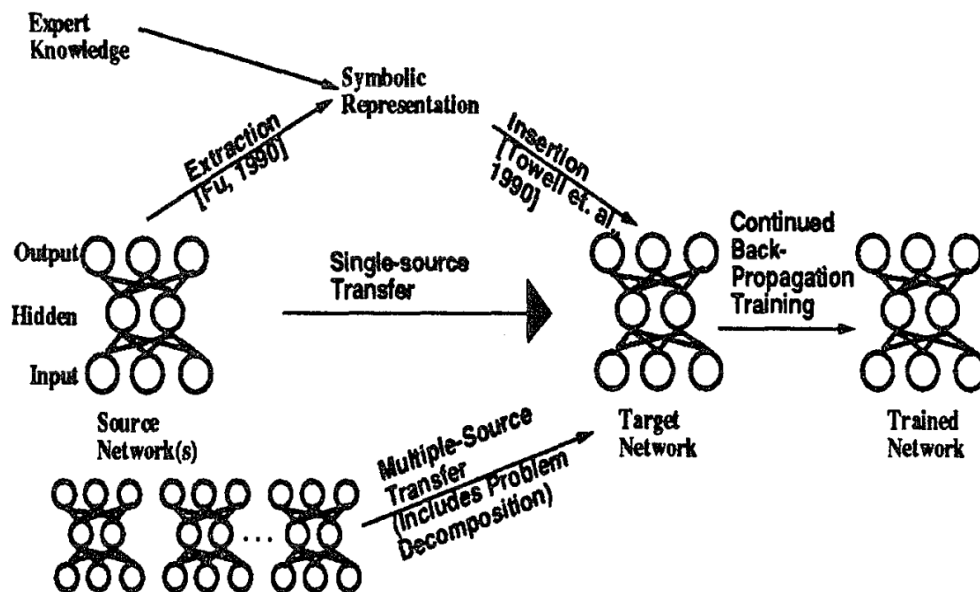 Expert
Knowledge
Symbolic
Representation
Extraction
[Fu, 1990]
Insertion
[Towell et. al,
1990]
Output
Hidden
Input
Single-source
Transfer
Continued
Back-
Propagation
Training
Source
Network(s)
Target
Network
Trained
Network
Multiple-Source
Transfer
(Includes Problem
Decomposition)
...